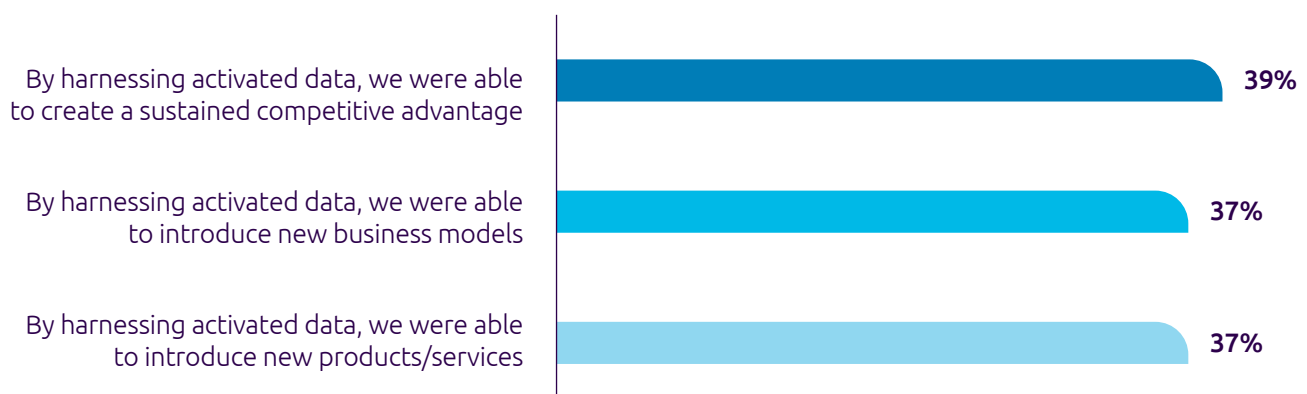 By harnessing activated data, we were able
to create a sustained competitive advantage
39%
By harnessing activated data, we were able
to introduce new business models
37%
By harnessing activated data, we were able
to introduce new products/services
37%